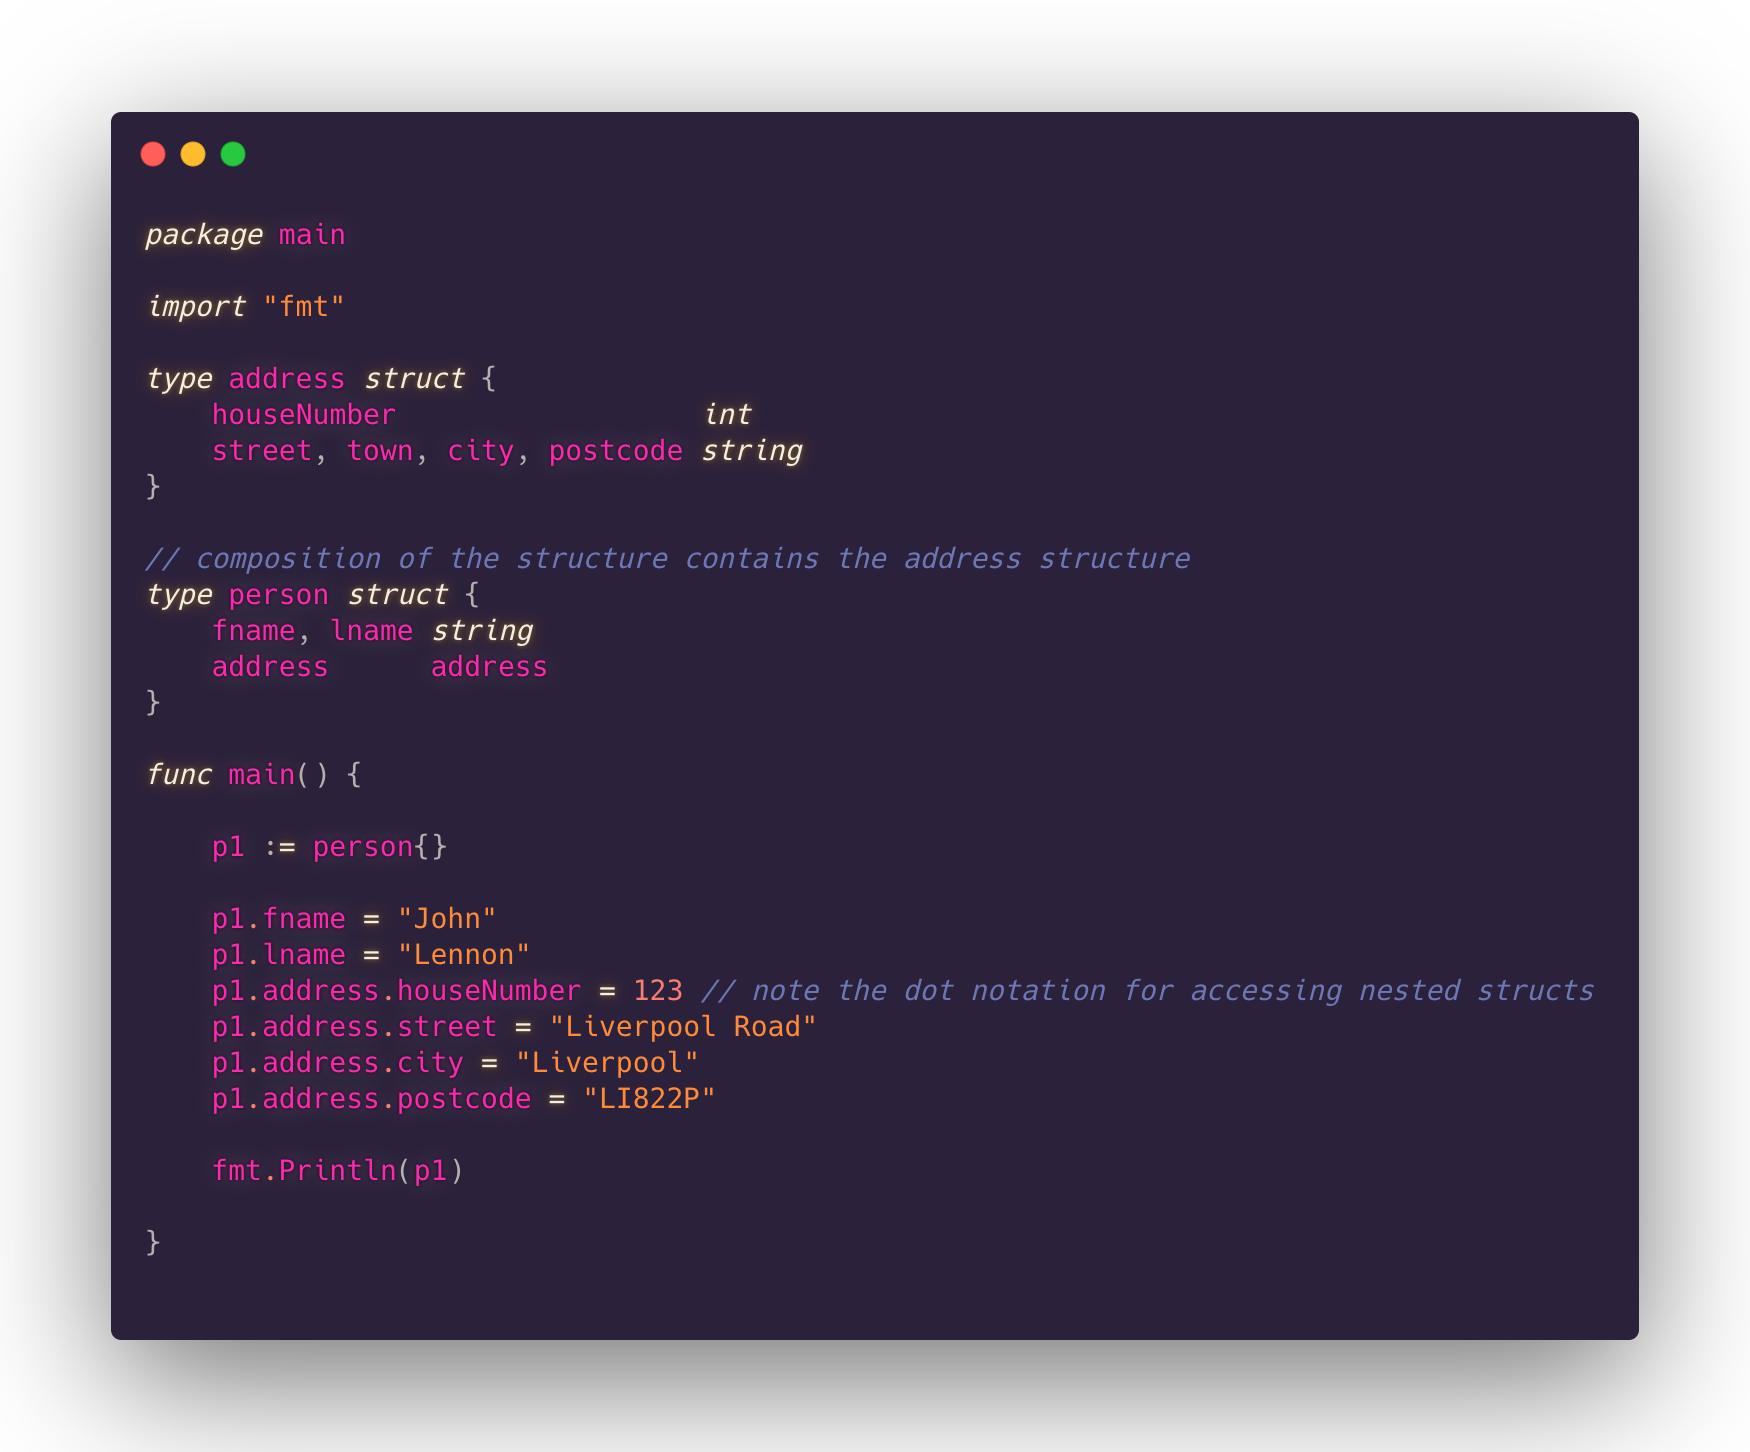 package main
import "fmt"
type address struct {
    houseNumber                  int
    street, town, city, postcode string
}
// composition of the structure contains the address structure
type person struct {
    fname, lname string
    address      address
}
func main() {
    p1 := person{}
    p1.fname = "John"
    p1.lname = "Lennon"
    p1.address.houseNumber = 123 // note the dot notation for accessing nested structs
    p1.address.street = "Liverpool Road"
    p1.address.city = "Liverpool"
    p1.address.postcode = "LI822P"
    fmt.Println(p1)
}